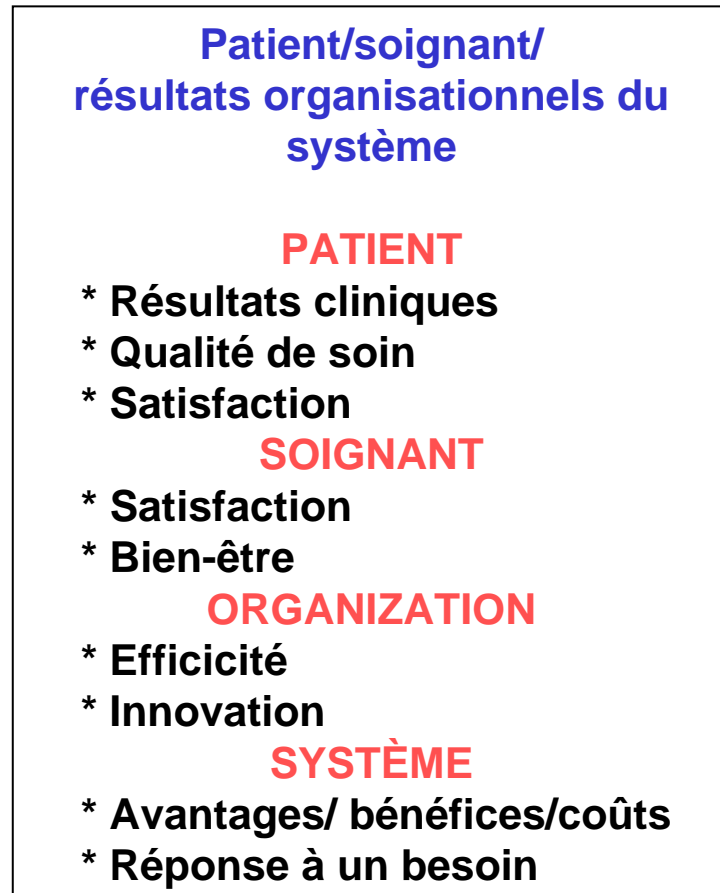 Patient/soignant/
résultats organisationnels du
système
PATIENT
* Résultats cliniques
* Qualité de soin
* Satisfaction
SOIGNANT
* Satisfaction
* Bien-être
ORGANIZATION
* Efficicité
* Innovation
SYSTÈME
* Avantages/ bénéfices/coûts
* Réponse à un besoin